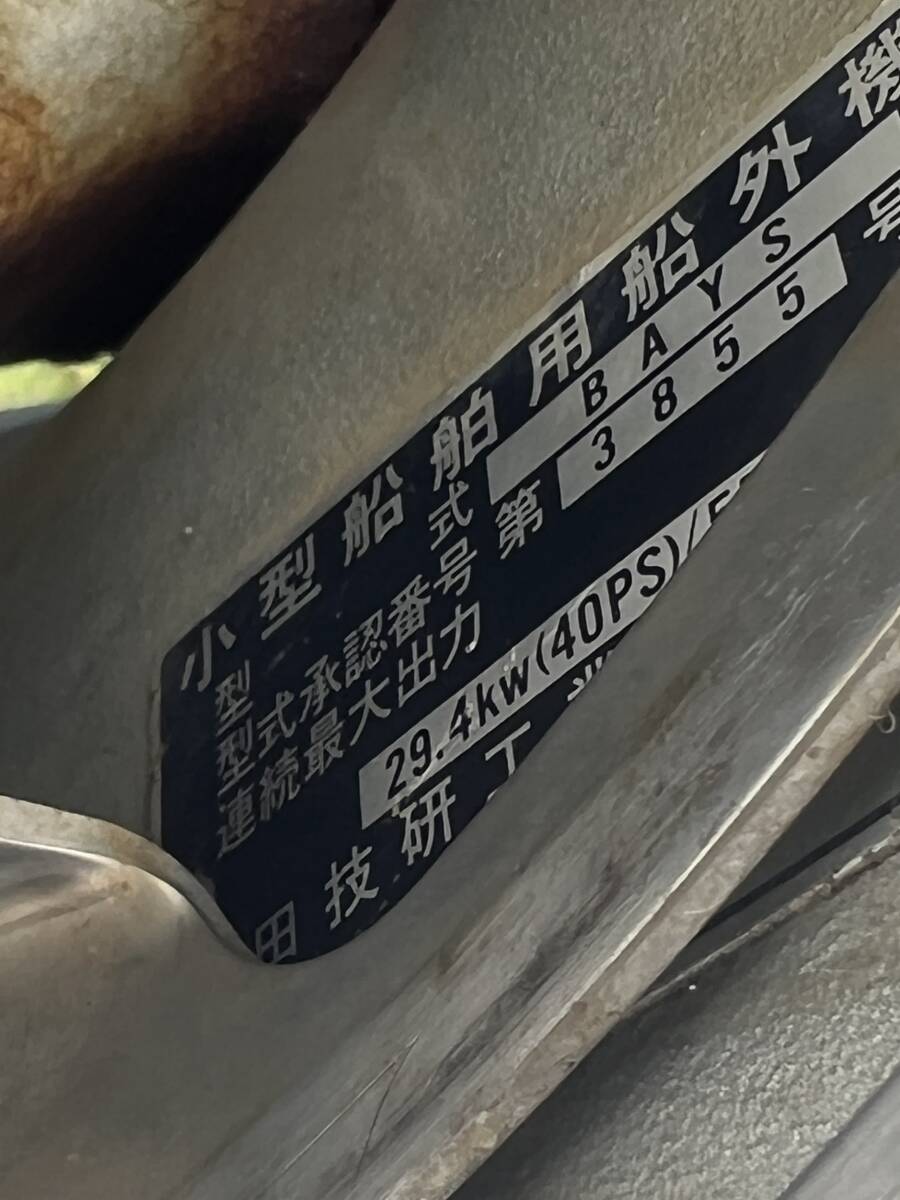 小型船舶用船外機
型式 BAYS
型式承認番号 第 3855 号
連続最大出力
29.4kw(40PS)/
田技研工